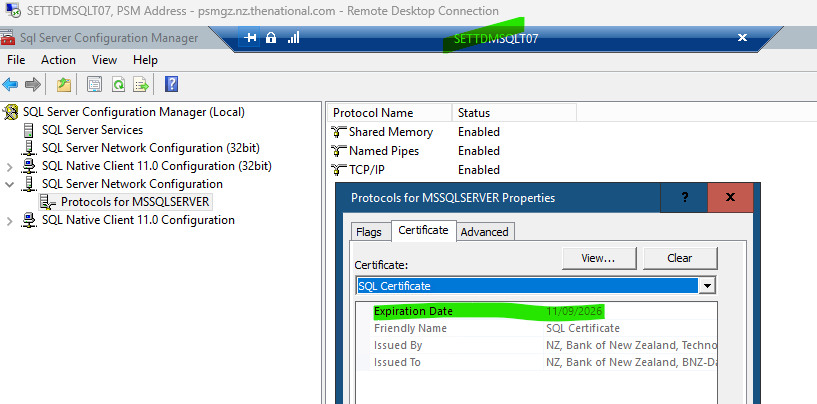 SETTDMSQLT07, PSM Address - psmgz.nz.thenational.com - Remote Desktop Connection
Sql Server Configuration Manager
SETTDMSQLT07
File Action View Help
SQL Server Configuration Manager (Local)
SQL Server Services
SQL Server Network Configuration (32bit)
SQL Native Client 11.0 Configuration (32bit)
SQL Server Network Configuration
Protocols for MSSQLSERVER
SQL Native Client 11.0 Configuration
Protocol Name Status
Shared Memory Enabled
Named Pipes Enabled
TCP/IP Enabled
Protocols for MSSQLSERVER Properties
Flags Certificate Advanced
View... Clear
Certificate:
SQL Certificate
Expiration Date 11/09/2026
Friendly Name SQL Certificate
Issued By NZ, Bank of New Zealand, Techno
Issued To NZ, Bank of New Zealand, BNZ-Da